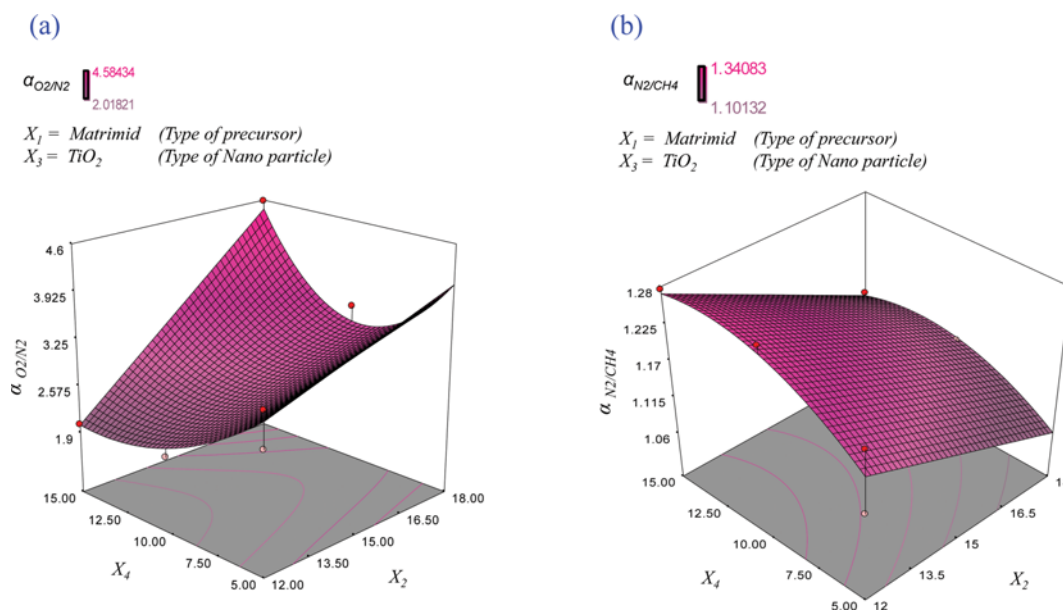 (a)
α O2/N2
4.58434
2.01821
X1 = Matrimid (Type of precursor)
X3 = TiO2 (Type of Nano particle)
4.6
3.925
3.25
2.575
1.9
α O2/N2
15.00
12.50
10.00
7.50
5.00
X4
12.00
13.50
15.00
16.50
18.00
X2
(b)
α N2/CH4
1.34083
1.10132
X1 = Matrimid (Type of precursor)
X3 = TiO2 (Type of Nano particle)
1.28
1.225
1.17
1.115
1.06
α N2/CH4
15.00
12.50
10.00
7.50
5.00
X4
12
13.5
15
16.5
X2